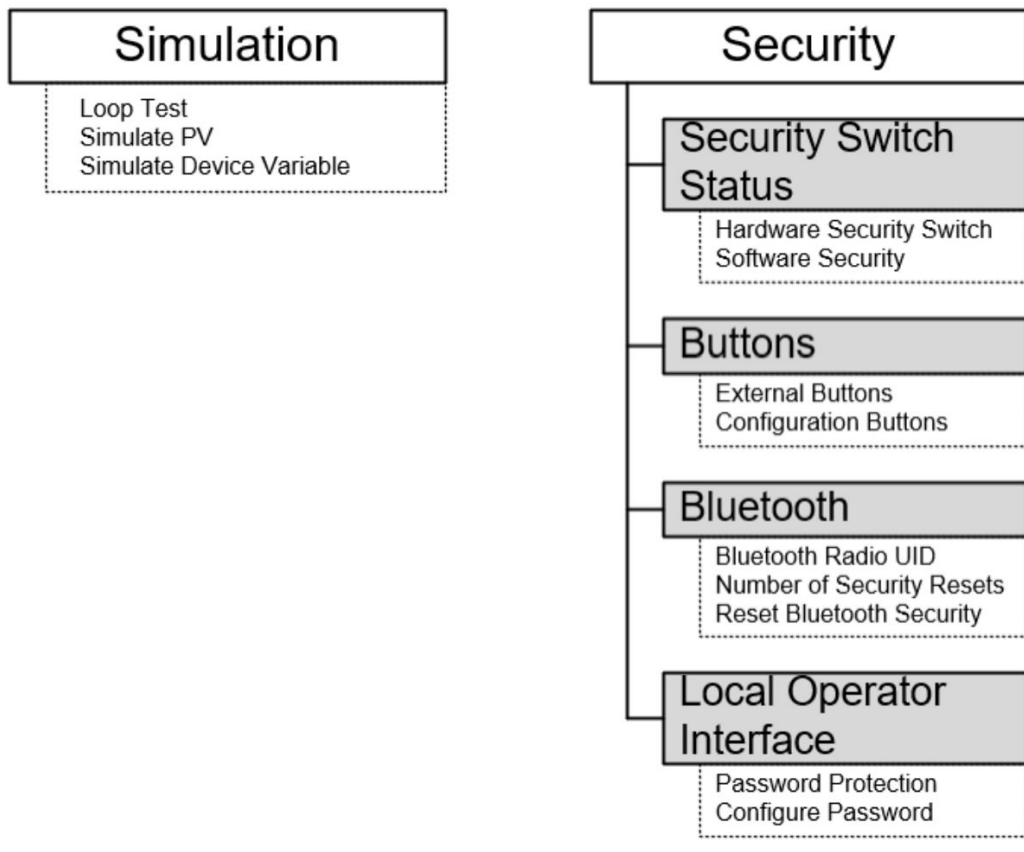 Simulation
Loop Test
Simulate PV
Simulate Device Variable
Security
Security Switch
Status
Hardware Security Switch
Software Security
Buttons
External Buttons
Configuration Buttons
Bluetooth
Bluetooth Radio UID
Number of Security Resets
Reset Bluetooth Security
Local Operator
Interface
Password Protection
Configure Password